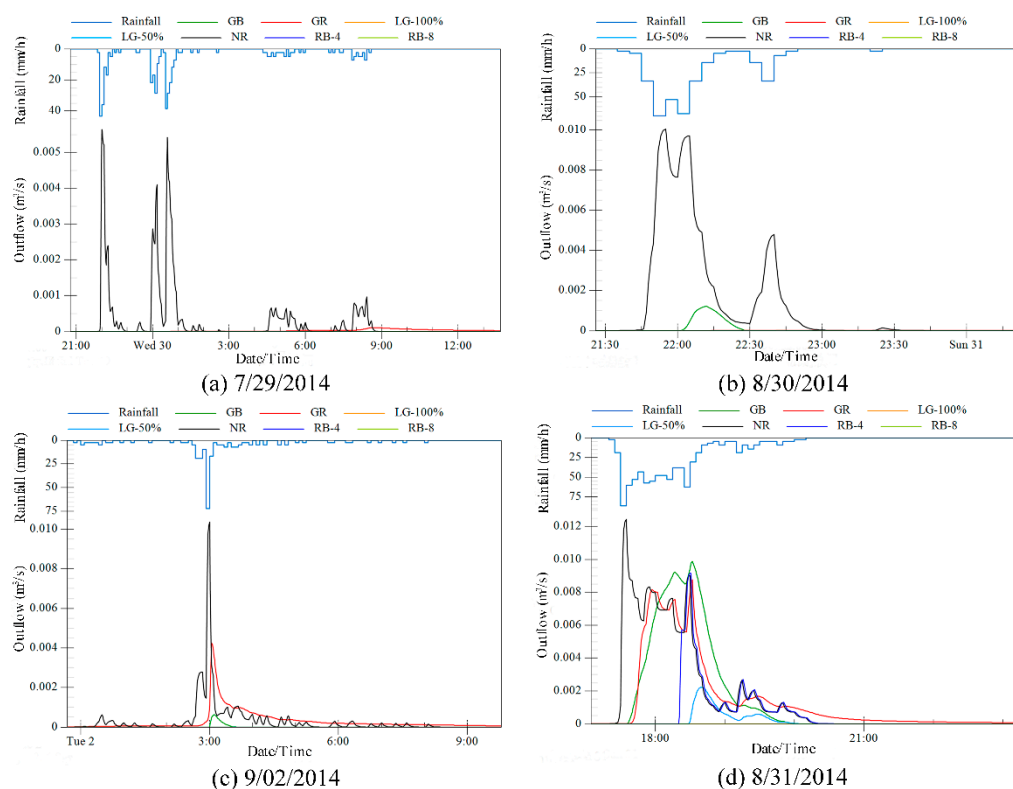 Rainfall GB GR LG-100%
LG-50% NR RB-4 RB-8
Rainfall (mm/h)
0
20
40
Outflow (m³/s)
0.005
0.004
0.003
0.002
0.001
0
21:00 Wed 30 3:00 6:00 9:00 12:00
Date/Time
(a) 7/29/2014
Rainfall GB GR LG-100%
LG-50% NR RB-4 RB-8
Rainfall (mm/h)
0
25
50
Outflow (m³/s)
0.010
0.008
0.006
0.004
0.002
0
21:30 22:00 22:30 23:00 23:30 Sun 31
Date/Time
(b) 8/30/2014
Rainfall GB GR LG-100%
LG-50% NR RB-4 RB-8
Rainfall (mm/h)
0
25
50
75
Outflow (m³/s)
0.010
0.008
0.006
0.004
0.002
0
Tue 2 3:00 6:00 9:00
Date/Time
(c) 9/02/2014
Rainfall GB GR LG-100%
LG-50% NR RB-4 RB-8
Rainfall (mm/h)
0
25
50
75
Outflow (m³/s)
0.012
0.010
0.008
0.006
0.004
0.002
0
18:00 21:00
Date/Time
(d) 8/31/2014